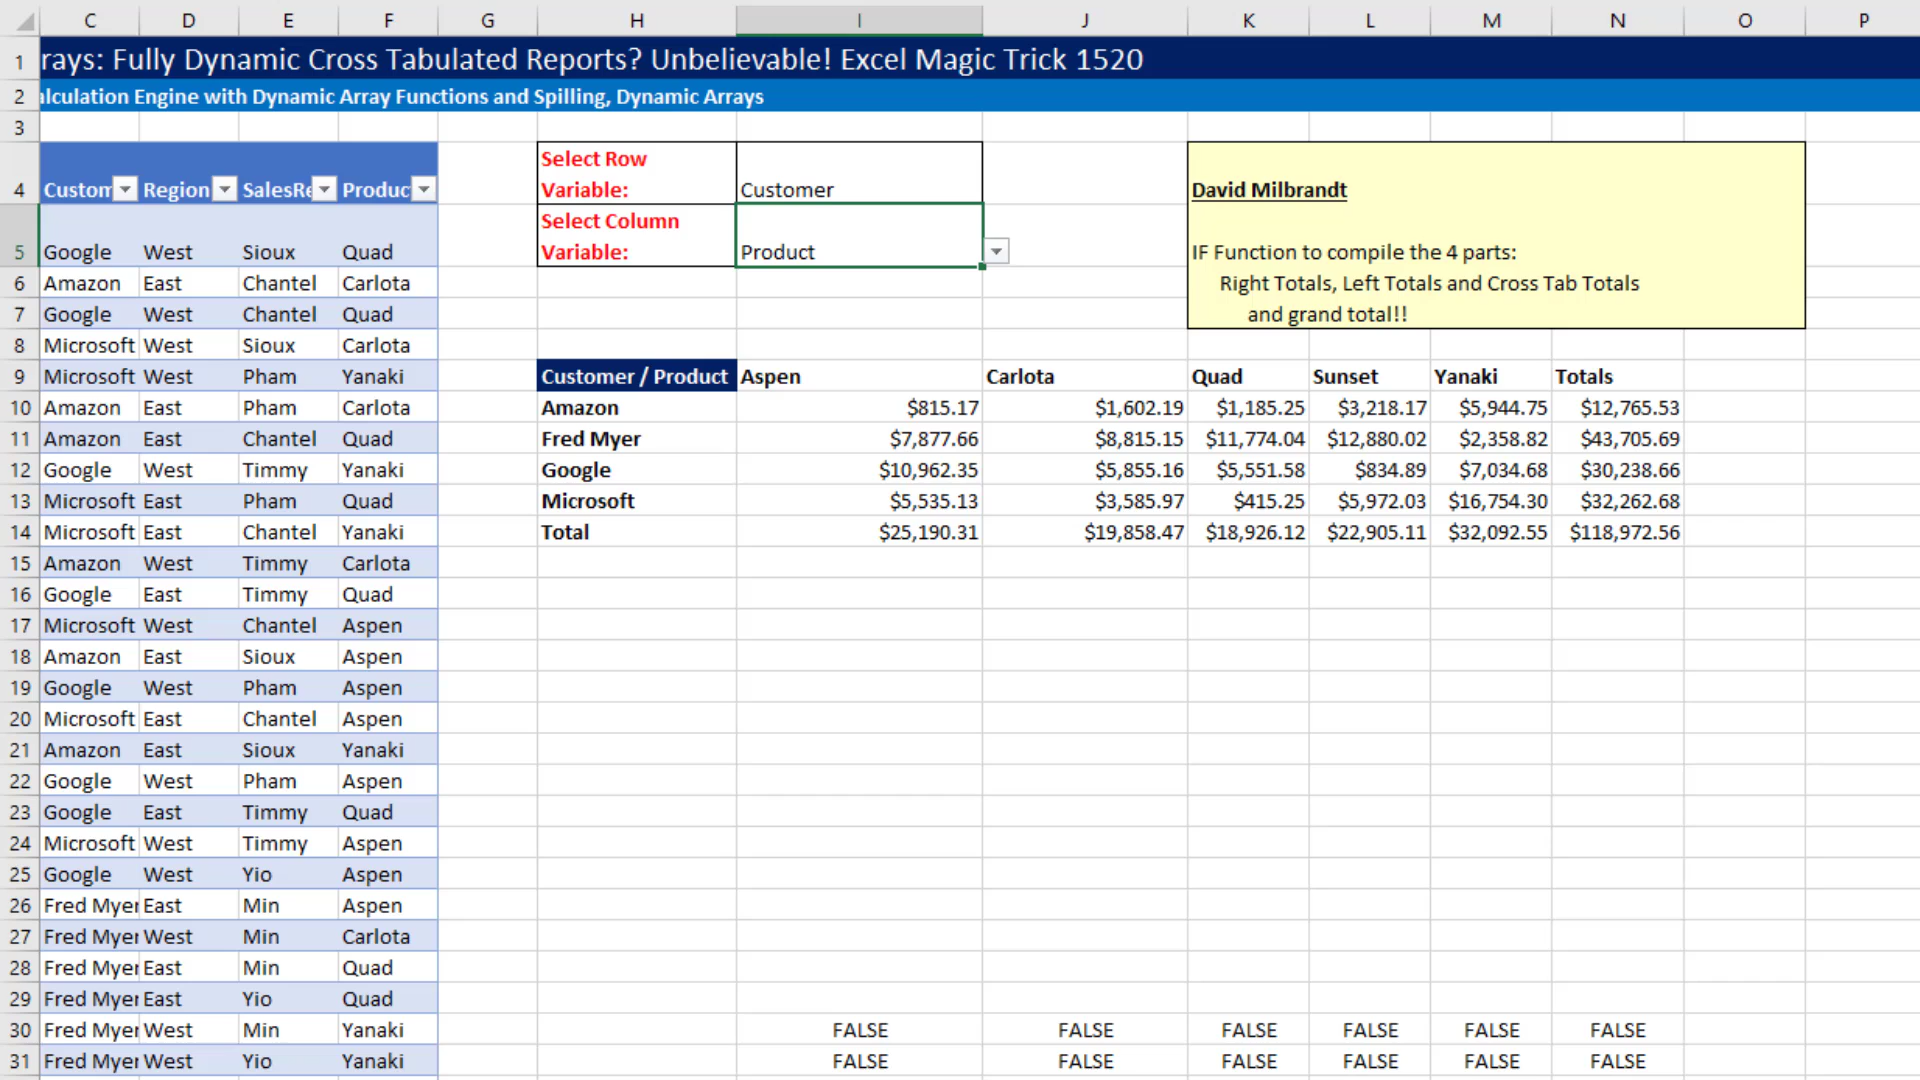 C D E F G H I J K L M N O P
1 rays: Fully Dynamic Cross Tabulated Reports? Unbelievable! Excel Magic Trick 1520
2 alculation Engine with Dynamic Array Functions and Spilling, Dynamic Arrays
3
Select Row
4 Custom Region SalesRe Produc Variable: Customer David Milbrandt
Select Column
5 Google West Sioux Quad Variable: Product IF Function to compile the 4 parts:
6 Amazon East Chantel Carlota Right Totals, Left Totals and Cross Tab Totals
7 Google West Chantel Quad and grand total!!
8 Microsoft West Sioux Carlota
9 Microsoft West Pham Yanaki Customer / Product Aspen Carlota Quad Sunset Yanaki Totals
10 Amazon East Pham Carlota Amazon $815.17 $1,602.19 $1,185.25 $3,218.17 $5,944.75 $12,765.53
11 Amazon East Chantel Quad Fred Myer $7,877.66 $8,815.15 $11,774.04 $12,880.02 $2,358.82 $43,705.69
12 Google West Timmy Yanaki Google $10,962.35 $5,855.16 $5,551.58 $834.89 $7,034.68 $30,238.66
13 Microsoft East Pham Quad Microsoft $5,535.13 $3,585.97 $415.25 $5,972.03 $16,754.30 $32,262.68
14 Microsoft East Chantel Yanaki Total $25,190.31 $19,858.47 $18,926.12 $22,905.11 $32,092.55 $118,972.56
15 Amazon West Timmy Carlota
16 Google East Timmy Quad
17 Microsoft West Chantel Aspen
18 Amazon East Sioux Aspen
19 Google West Pham Aspen
20 Microsoft East Chantel Aspen
21 Amazon East Sioux Yanaki
22 Google West Pham Aspen
23 Google East Timmy Quad
24 Microsoft West Timmy Aspen
25 Google West Yio Aspen
26 Fred Myer East Min Aspen
27 Fred Myer West Min Carlota
28 Fred Myer East Min Quad
29 Fred Myer East Yio Quad
30 Fred Myer West Min Yanaki FALSE FALSE FALSE FALSE FALSE FALSE
31 Fred Myer West Yio Yanaki FALSE FALSE FALSE FALSE FALSE FALSE